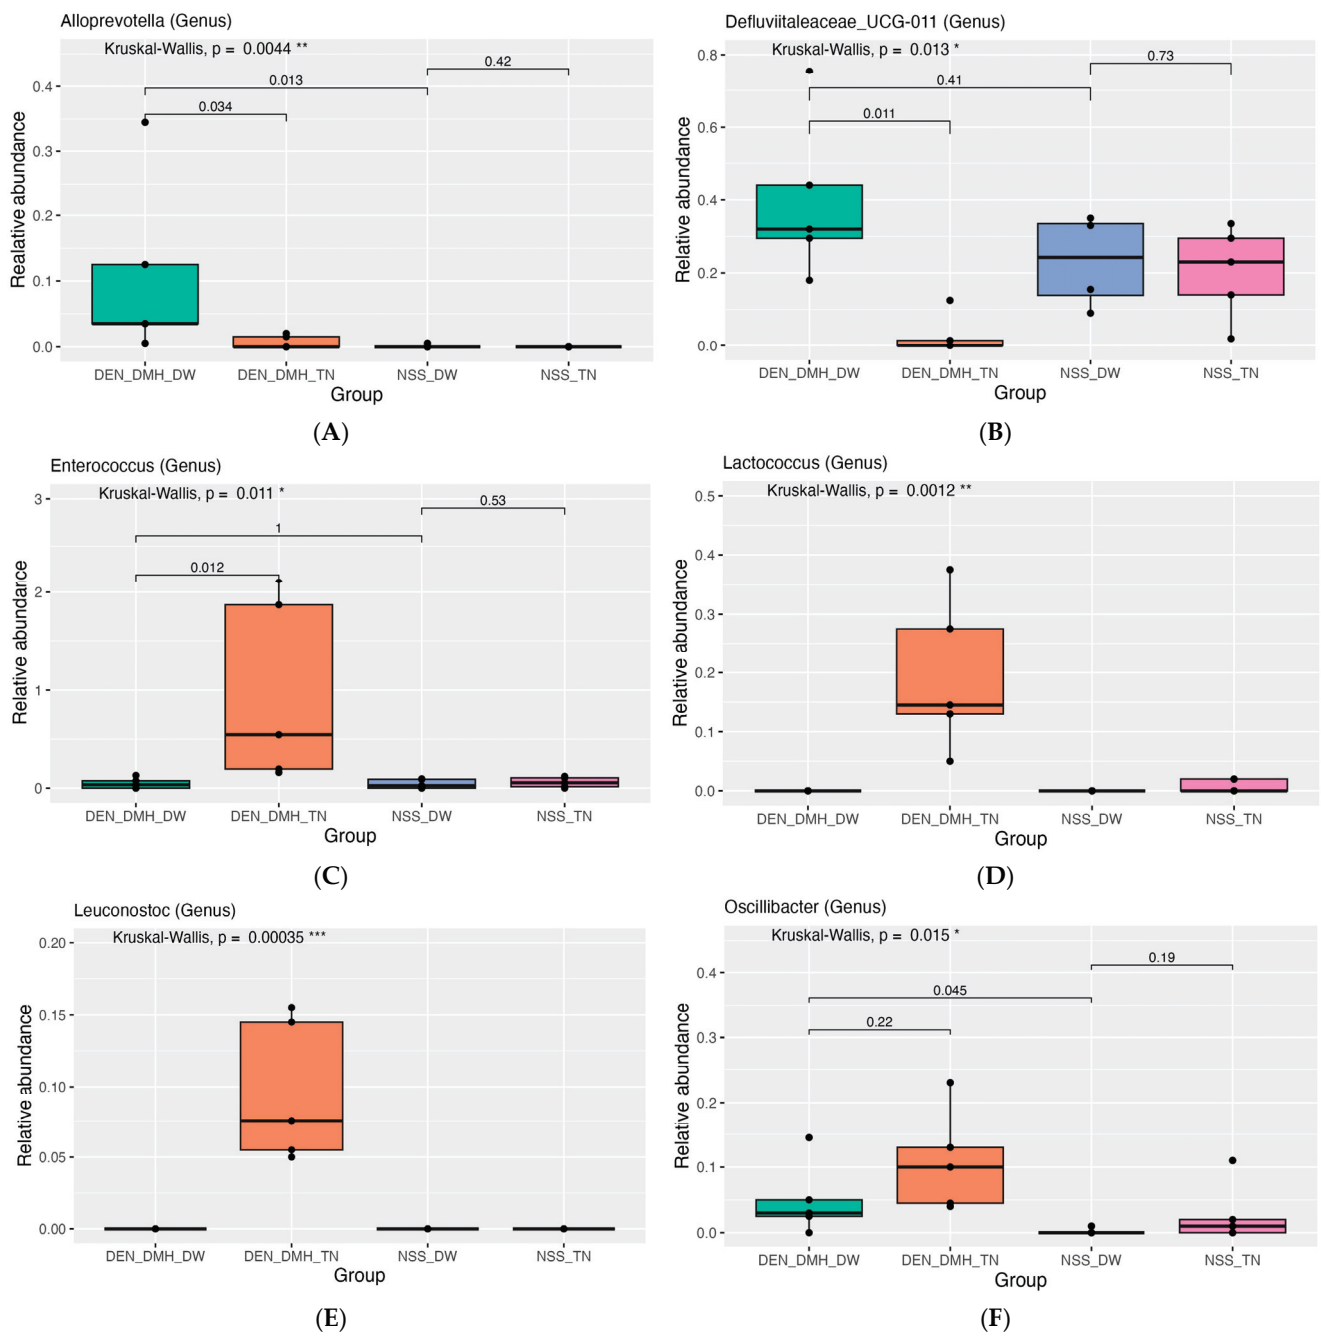 Alloprevotella (Genus)
Kruskal-Wallis, p = 0.0044 **
0.42
0.013
0.034
Realative abundance
0.4
0.3
0.2
0.1
0.0
DEN_DMH_DW DEN_DMH_TN NSS_DW NSS_TN
Group
(A)
Defluviitaleaceae_UCG-011 (Genus)
Kruskal-Wallis, p = 0.013 *
0.73
0.41
0.011
Relative abundance
0.8
0.6
0.4
0.2
0.0
DEN_DMH_DW DEN_DMH_TN NSS_DW NSS_TN
Group
(B)
Enterococcus (Genus)
Kruskal-Wallis, p = 0.011 *
0.53
1
0.012
Relative abundarce
3
2
1
0
DEN_DMH_DW DEN_DMH_TN NSS_DW NSS_TN
Group
(C)
Lactococcus (Genus)
Kruskal-Wallis, p = 0.0012 **
Relative abundance
0.5
0.4
0.3
0.2
0.1
0.0
DEN_DMH_DW DEN_DMH_TN NSS_DW NSS_TN
Group
(D)
Leuconostoc (Genus)
Kruskal-Wallis, p = 0.00035 ***
Relative abundance
0.20
0.15
0.10
0.05
0.00
DEN_DMH_DW DEN_DMH_TN NSS_DW NSS_TN
Group
(E)
Oscillibacter (Genus)
Kruskal-Wallis, p = 0.015 *
0.19
0.045
0.22
Relative abundance
0.4
0.3
0.2
0.1
0.0
DEN_DMH_DW DEN_DMH_TN NSS_DW NSS_TN
Group
(F)